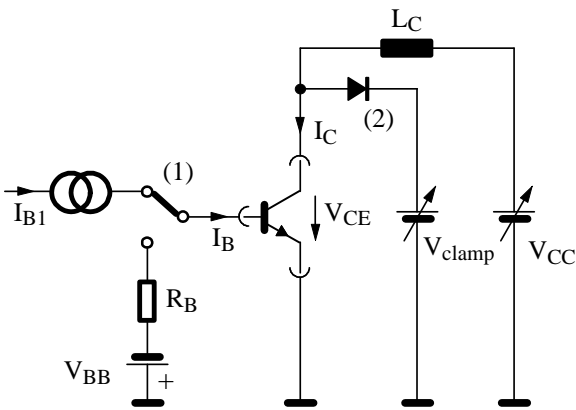 L_C
(1)
(2)
I_C
I_B1
I_B
V_CE
V_clamp
V_CC
R_B
V_BB
+